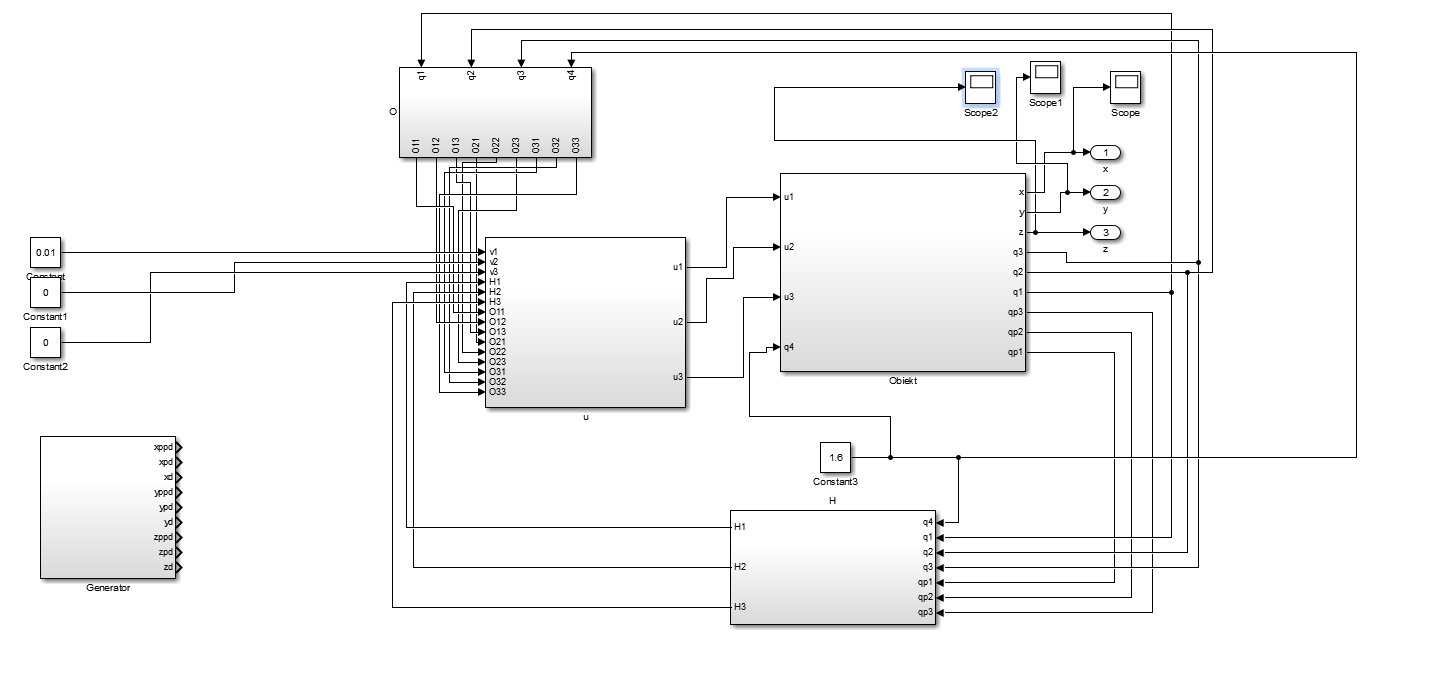 q1 q2 q3 q4
O
O11 O12 O13 O21 O22 O23 O31 O32 O33
Scope2
Scope1
Scope
1
x
2
y
3
z
0.01
Constant
0
Constant1
0
Constant2
v1
v2
v3
H1
H2
H3
O11
O12
O13
O21
O22
O23
O31
O32
O33
u1
u2
u3
u
u1
u2
u3
q4
x
y
z
q3
q2
q1
qp3
qp2
qp1
Obiekt
xppd
xpd
xd
yppd
ypd
yd
zppd
zpd
zd
Generator
1.6
Constant3
H
H1
H2
H3
q4
q1
q2
q3
qp1
qp2
qp3